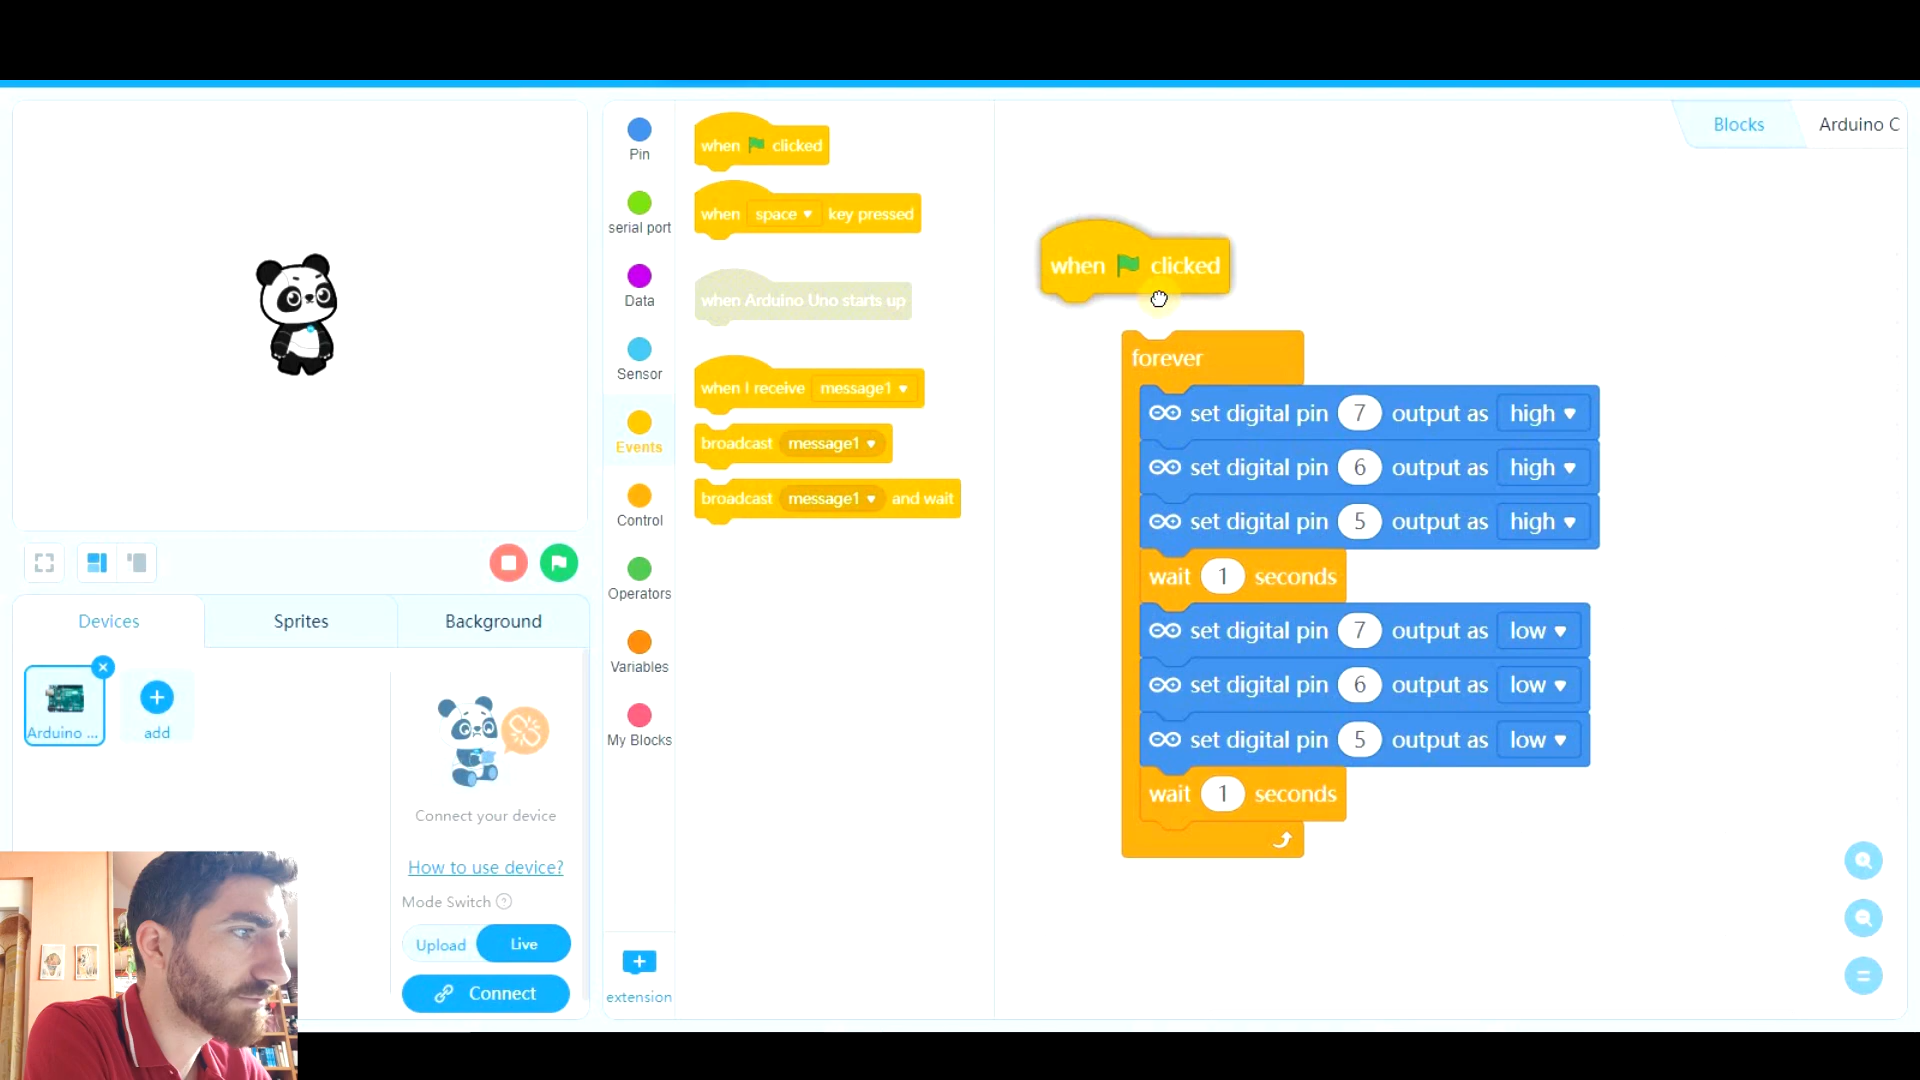 Blocks
Arduino C
Pin
serial port
Data
Sensor
Events
Control
Operators
Variables
My Blocks
extension
when clicked
when space key pressed
when Arduino Uno starts up
when I receive message1
broadcast message1
broadcast message1 and wait
when clicked
forever
set digital pin 7 output as high
set digital pin 6 output as high
set digital pin 5 output as high
wait 1 seconds
set digital pin 7 output as low
set digital pin 6 output as low
set digital pin 5 output as low
wait 1 seconds
Devices
Sprites
Background
Arduino ...
add
Connect your device
How to use device?
Mode Switch ?
Upload
Live
Connect